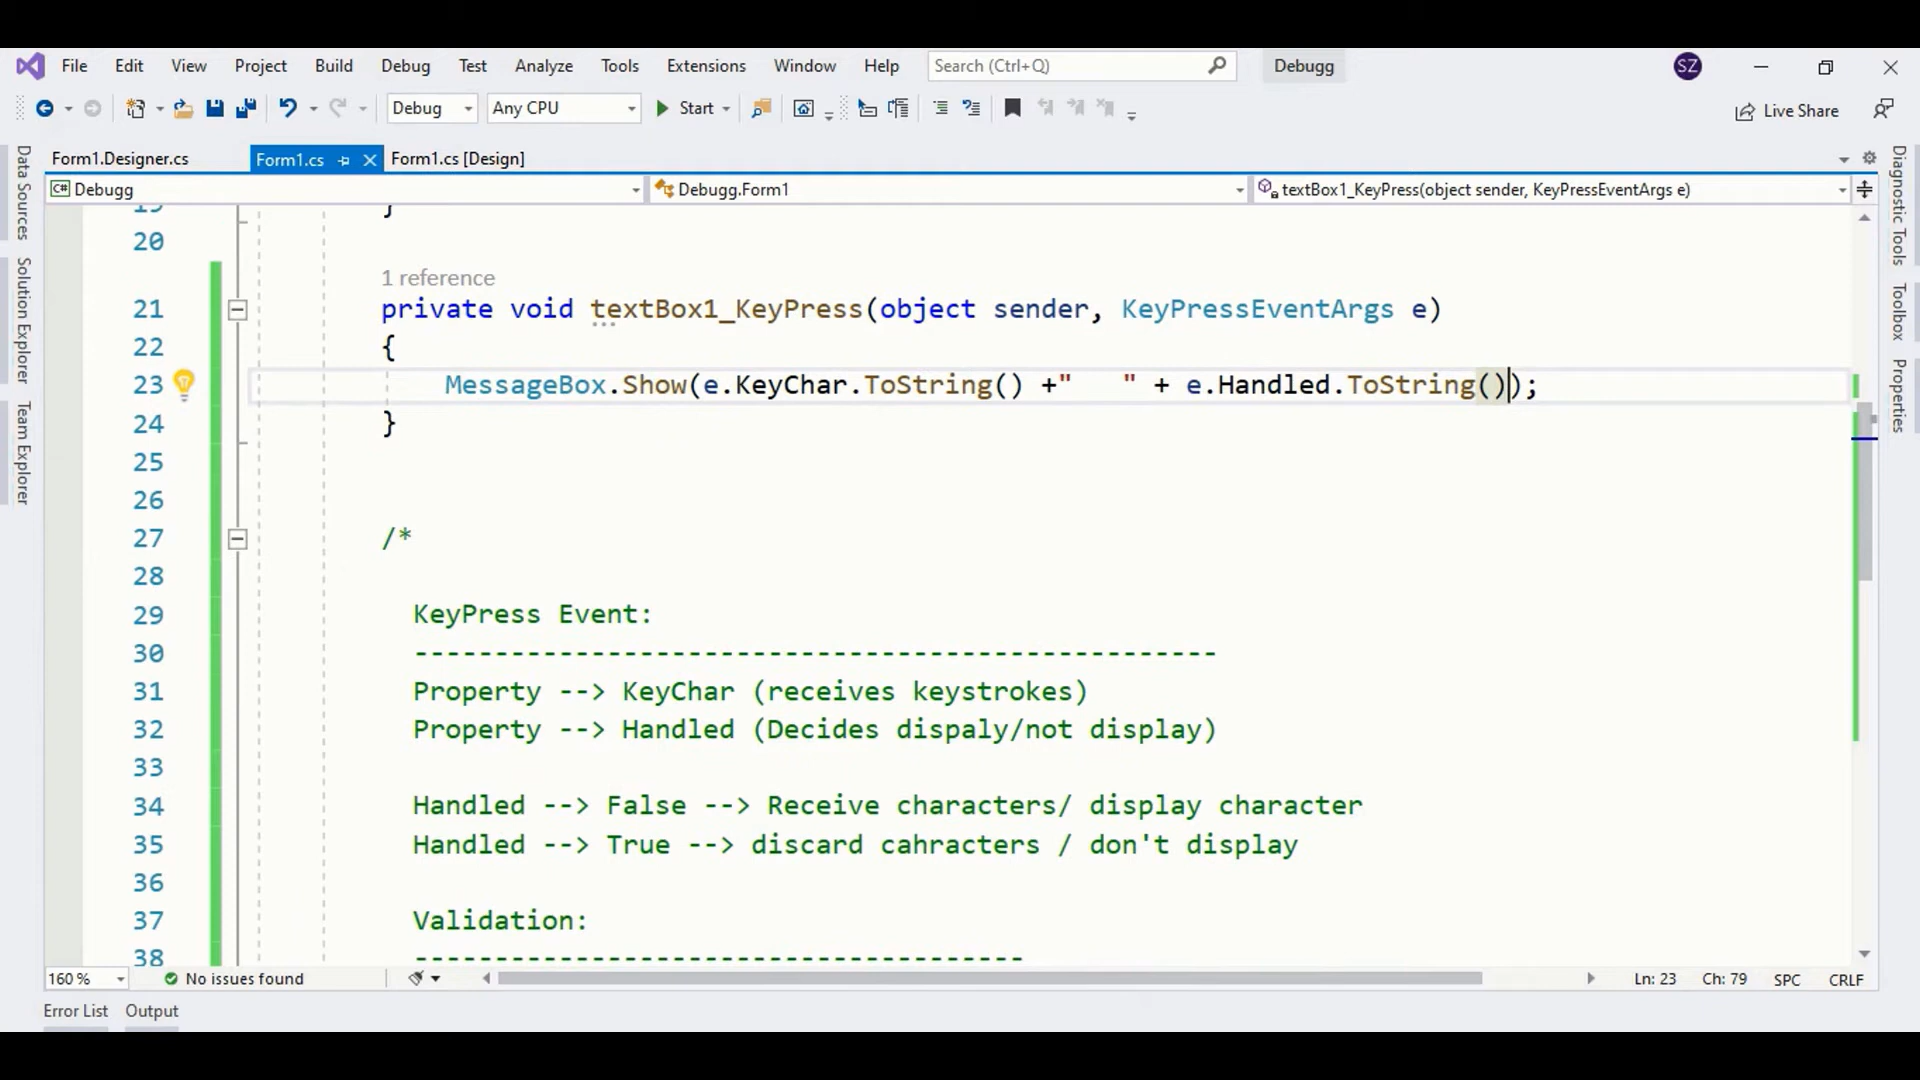 File Edit View Project Build Debug Test Analyze Tools Extensions Window Help Search (Ctrl+Q) Debugg SZ
Debug Any CPU Start Live Share
Form1.Designer.cs Form1.cs Form1.cs [Design]
C# Debugg Debugg.Form1 textBox1_KeyPress(object sender, KeyPressEventArgs e)
Data Sources
Solution Explorer
Team Explorer
Diagnostic Tools
Toolbox
Properties
19 }
20
1 reference
21 private void textBox1_KeyPress(object sender, KeyPressEventArgs e)
22 {
23 MessageBox.Show(e.KeyChar.ToString() +"   " + e.Handled.ToString());
24 }
25
26
27 /*
28
29 KeyPress Event:
30 --------------------------------------------------
31 Property --> KeyChar (receives keystrokes)
32 Property --> Handled (Decides dispaly/not display)
33
34 Handled --> False --> Receive characters/ display character
35 Handled --> True --> discard cahracters / don't display
36
37 Validation:
38 --------------------------------------
160 % No issues found Ln: 23 Ch: 79 SPC CRLF
Error List Output